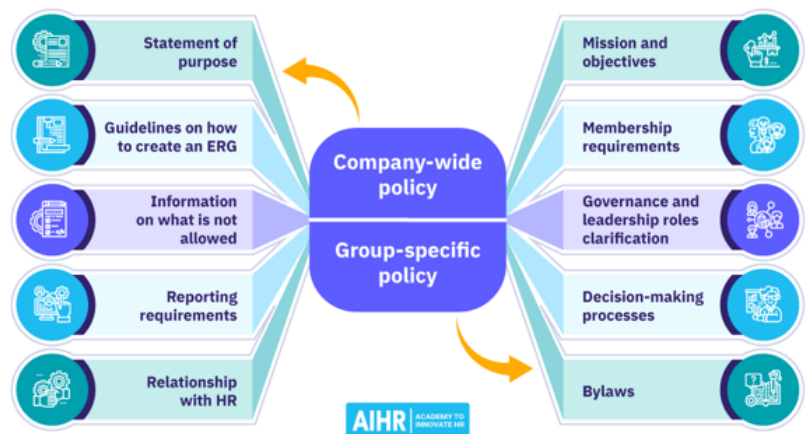 Statement of
purpose
Guidelines on how
to create an ERG
Information
on what is not
allowed
Reporting
requirements
Relationship
with HR
Company-wide
policy
Group-specific
policy
Mission and
objectives
Membership
requirements
Governance and
leadership roles
clarification
Decision-making
processes
Bylaws
AIHR
ACADEMY TO
INNOVATE HR